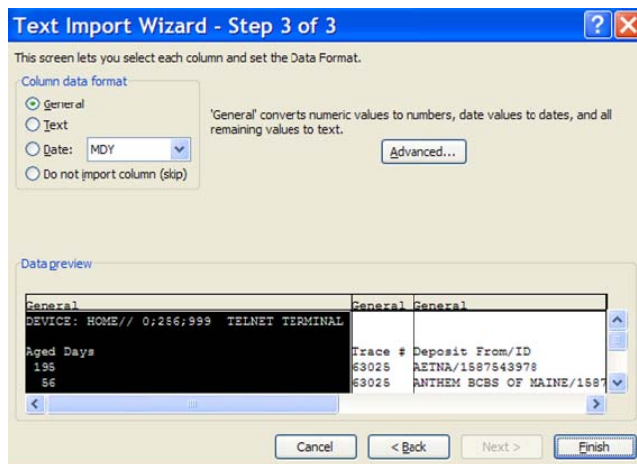 Text Import Wizard - Step 3 of 3
This screen lets you select each column and set the Data Format.
Column data format
General
Text
Date: MDY
Do not import column (skip)
'General' converts numeric values to numbers, date values to dates, and all
remaining values to text.
Advanced...
Data preview
General General General
DEVICE: HOME// 0;256;999 TELNET TERMINAL
Aged Days Trace # Deposit From/ID
195 63025 AETNA/1587543978
56 63025 ANTHEM BCBS OF MAINE/1587
Cancel < Back Next > Finish